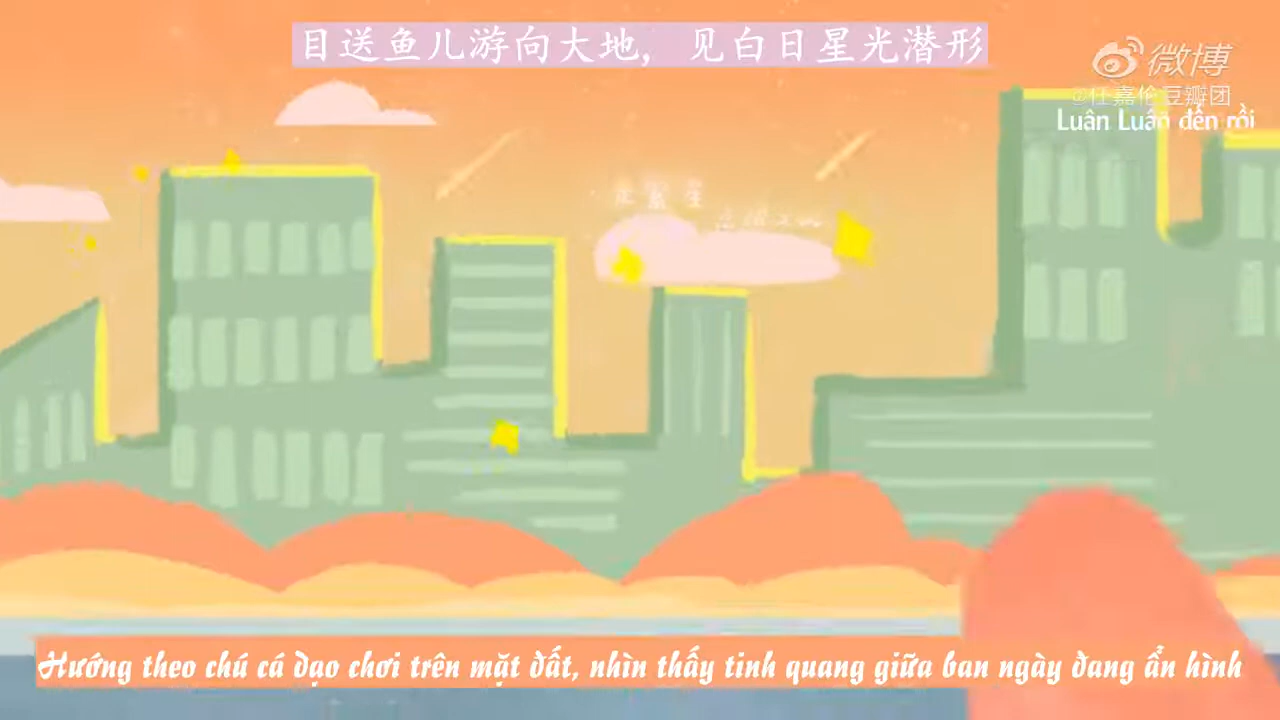 目送鱼儿游向大地, 见白日星光潜形
微博
@任嘉伦豆瓣团
Luân Luân đến rồi
Hướng theo chú cá dạo chơi trên mặt đất, nhìn thấy tinh quang giữa ban ngày đang ẩn hình